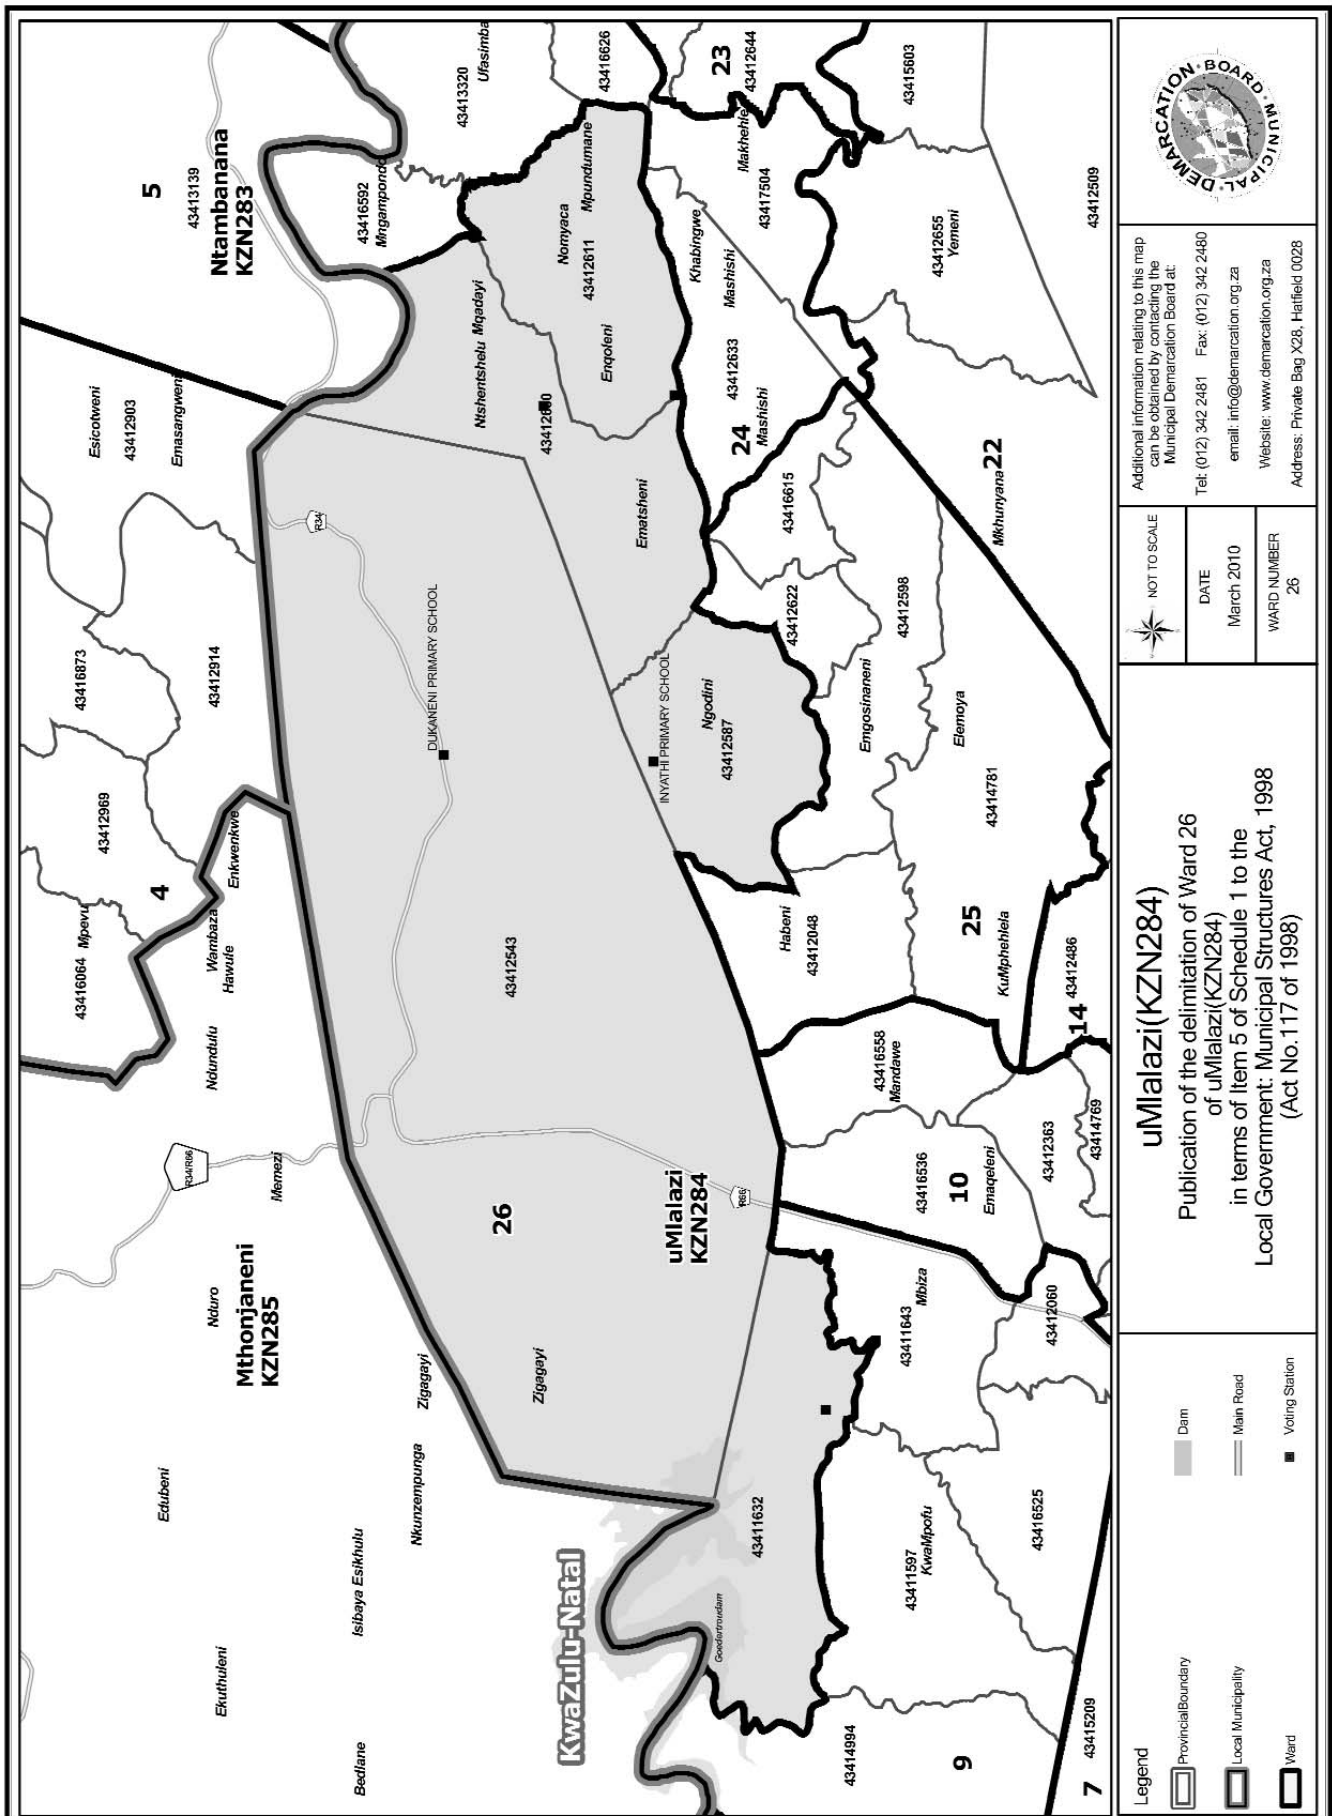 Ekuthuleni
Bedlane
Isibaya Esikhulu
Edubeni
Nkunzempunga
Nduro
Mthonjaneni
KZN285
Zigagayi
R34/R66
Memezi
Ndundulu
43416064
Mpevu
4
Wambaza
Hawufe
Enkwenkwe
43412969
43416873
43412914
Esicotweni
43412903
Emasangweni
5
43413139
Ntambanana
KZN283
43416592
Mngampondo
43413320
Ufasimba
43416626
KwaZulu-Natal
Goedertroudam
43411632
Zigagayi
26
uMlalazi
KZN284
R66
43412543
DUKANENI PRIMARY SCHOOL
R34
INYATHI PRIMARY SCHOOL
Ngodini
43412587
Ematsheni
Ntshentshelu
Mqadayi
Enqoleni
Nomyaca
43412611
Mpundumane
23
43412644
Makhehle
43417504
Khabingwe
Mashishi
43412633
24
Mashishi
43415603
43412655
Yemeni
43412509
43416615
43412622
43412598
Mkhunyana
22
Emgosinaneni
Elemoya
43414781
Habeni
43412048
25
KuMphehlela
43412486
14
43416558
Mandawe
43416536
10
Emaqeleni
43412363
43414769
43411643
Mbiza
43412060
43411597
KwaMpofu
43416525
43414994
9
7
43415209
Legend
ProvincialBoundary
Local Municipality
Ward
Dam
Main Road
Voting Station
uMlalazi(KZN284)
Publication of the delimitation of Ward 26
of uMlalazi(KZN284)
in terms of Item 5 of Schedule 1 to the
Local Government: Municipal Structures Act, 1998
(Act No.117 of 1998)
NOT TO SCALE
DATE
March 2010
WARD NUMBER
26
Additional information relating to this map
can be obtained by contacting the
Municipal Demarcation Board at:
Tel: (012) 342 2481 Fax: (012) 342 2480
email: info@demarcation.org.za
Website: www.demarcation.org.za
Address: Private Bag X28, Hatfield 0028
MUNICIPAL DEMARCATION BOARD